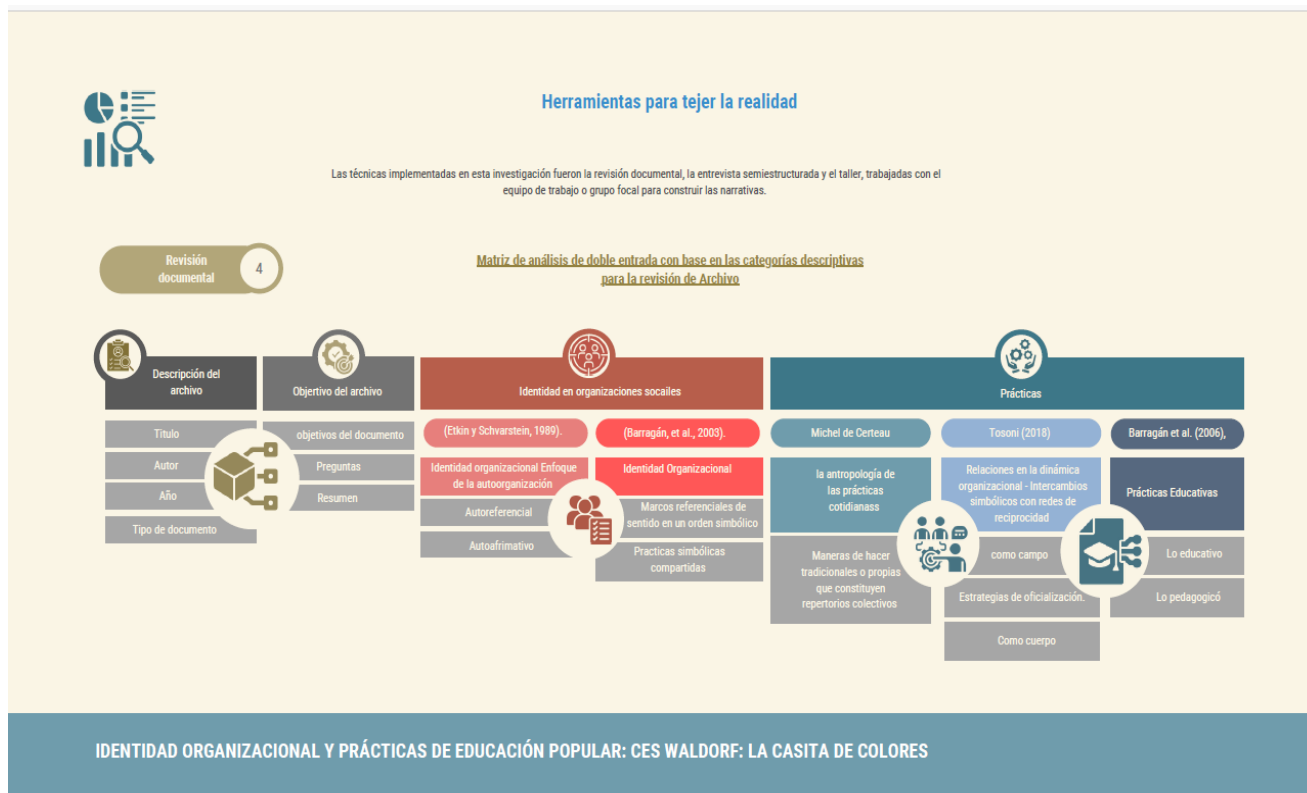 Herramientas para tejer la realidad
Las técnicas implementadas en esta investigación fueron la revisión documental, la entrevista semiestructurada y el taller, trabajadas con el
equipo de trabajo o grupo focal para construir las narrativas.
Revisión
documental
4
Matriz de análisis de doble entrada con base en las categorías descriptivas
para la revisión de Archivo
Descripción del
archivo
Título
Autor
Año
Tipo de documento
Objertivo del archivo
objetivos del documento
Preguntas
Resumen
Identidad en organizaciones socailes
(Etkin y Schvarstein, 1989).
Identidad organizacional Enfoque
de la autoorganización
Autoreferencial
Autoafrimativo
(Barragán, et al., 2003).
Identidad Organizacional
Marcos referenciales de
sentido en un orden simbólico
Practicas simbólicas
compartidas
Prácticas
Michel de Certeau
la antropología de
las prácticas
cotidianass
Maneras de hacer
tradicionales o propias
que constituyen
repertorios colectivos
Tosoni (2018)
Relaciones en la dinámica
organizacional - Intercambios
simbólicos con redes de
reciprocidad
como campo
Estrategias de oficialización.
Como cuerpo
Barragán et al. (2006),
Prácticas Educativas
Lo educativo
Lo pedagogicó
IDENTIDAD ORGANIZACIONAL Y PRÁCTICAS DE EDUCACIÓN POPULAR: CES WALDORF: LA CASITA DE COLORES